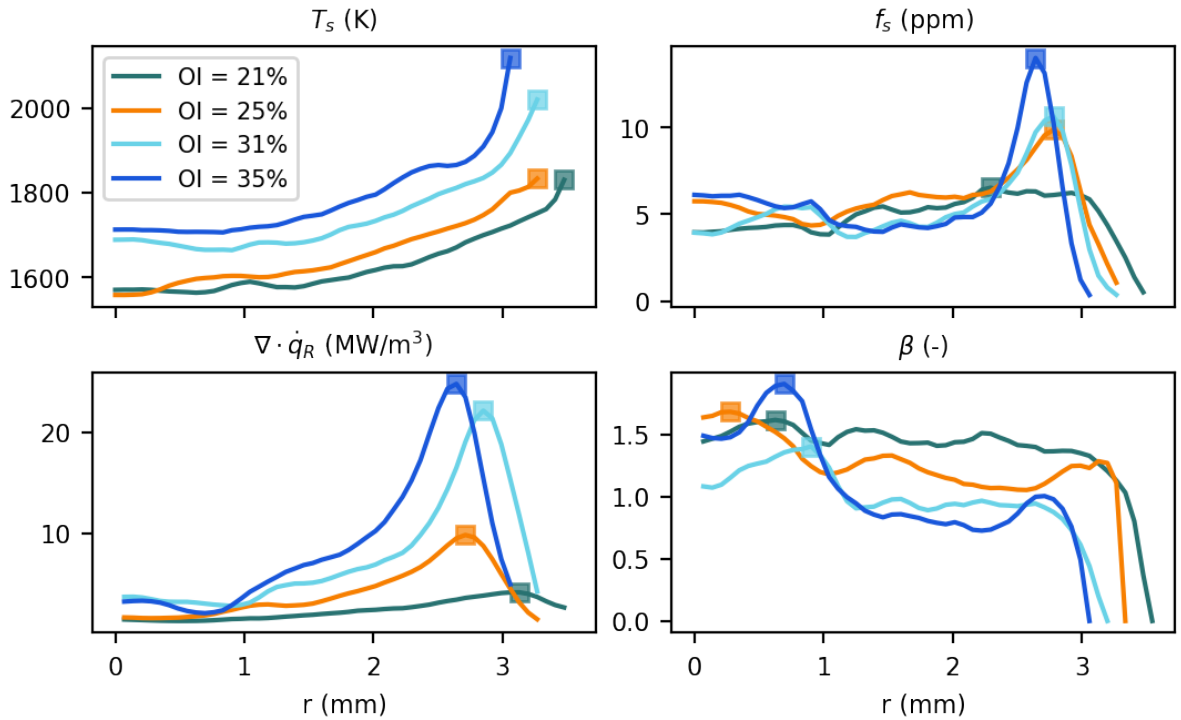 T_s (K)
f_s (ppm)
2000
1800
1600
OI = 21%
OI = 25%
OI = 31%
OI = 35%
10
5
0
∇ · q̇_R (MW/m³)
β (-)
20
10
1.5
1.0
0.5
0.0
0 1 2 3
0 1 2 3
r (mm)
r (mm)